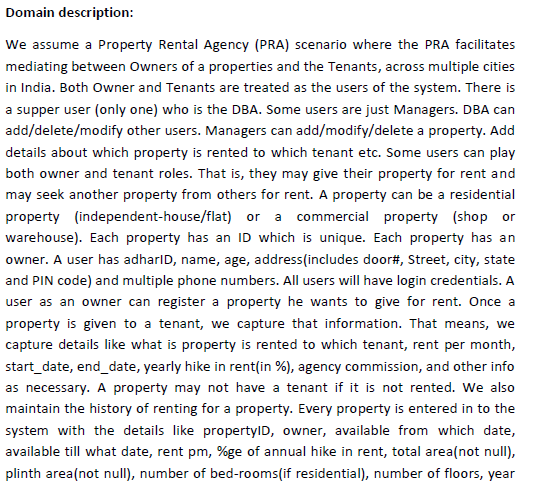 Domain description:
We assume a Property Rental Agency (PRA) scenario where the PRA facilitates
mediating between Owners of a properties and the Tenants, across multiple cities
in India. Both Owner and Tenants are treated as the users of the system. There is
a supper user (only one) who is the DBA. Some users are just Managers. DBA can
add/delete/modify other users. Managers can add/modify/delete a property. Add
details about which property is rented to which tenant etc. Some users can play
both owner and tenant roles. That is, they may give their property for rent and
may seek another property from others for rent. A property can be a residential
property (independent-house/flat) or a commercial property (shop or
warehouse). Each property has an ID which is unique. Each property has an
owner. A user has adharID, name, age, address(includes door#, Street, city, state
and PIN code) and multiple phone numbers. All users will have login credentials. A
user as an owner can register a property he wants to give for rent. Once a
property is given to a tenant, we capture that information. That means, we
capture details like what is property is rented to which tenant, rent per month,
start_date, end_date, yearly hike in rent(in %), agency commission, and other info
as necessary. A property may not have a tenant if it is not rented. We also
maintain the history of renting for a property. Every property is entered in to the
system with the details like propertyID, owner, available from which date,
available till what date, rent pm, %ge of annual hike in rent, total area(not null),
plinth area(not null), number of bed-rooms(if residential), number of floors, year